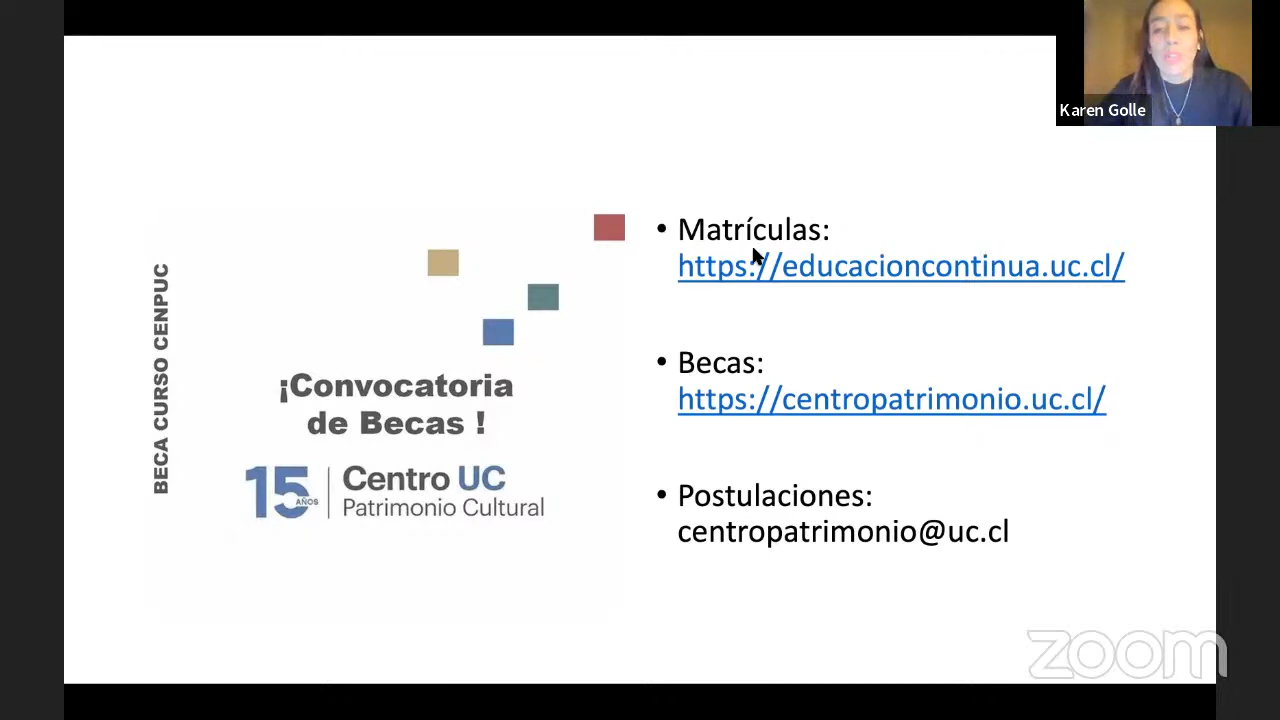 Karen Golle
BECA CURSO CENPUC
¡Convocatoria
de Becas !
15 AÑOS
Centro UC
Patrimonio Cultural
• Matrículas:
https://educacioncontinua.uc.cl/
• Becas:
https://centropatrimonio.uc.cl/
• Postulaciones:
centropatrimonio@uc.cl
zoom